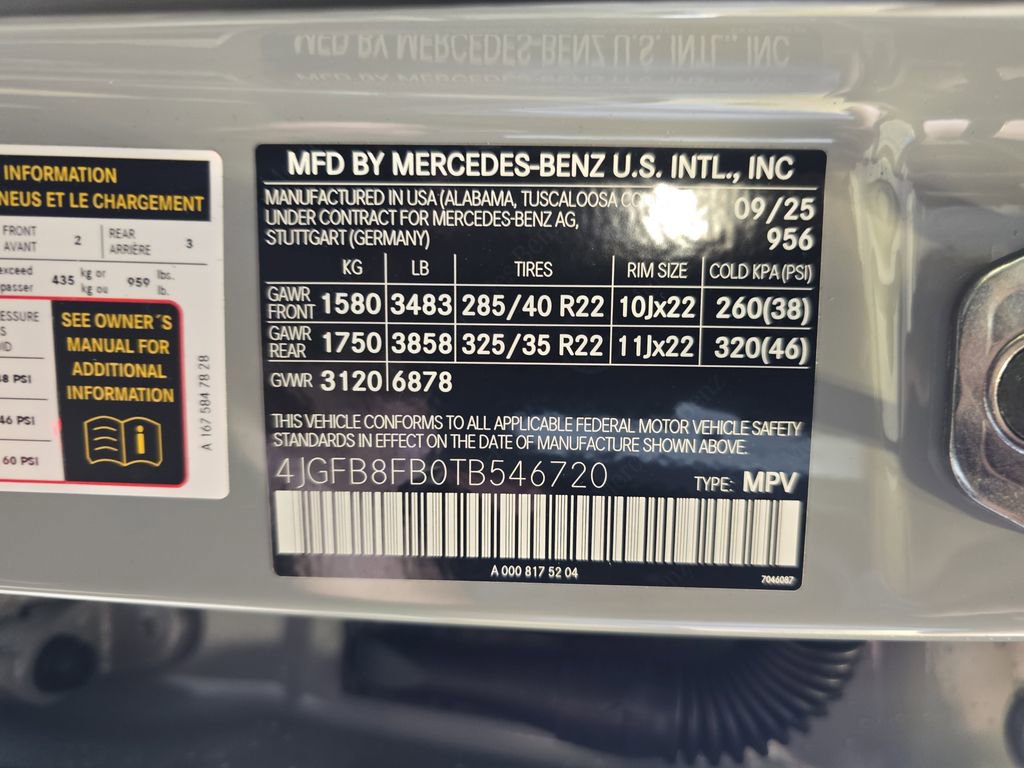 MFD BY MERCEDES-BENZ U.S. INTL., INC
INFORMATION
NEUS ET LE CHARGEMENT
FRONT
AVANT
2
REAR
ARRIÈRE
3
exceed
passer
435
kg or
kg ou
959
lbs.
lb.
SEE OWNER´S
MANUAL FOR
ADDITIONAL
INFORMATION
46 PSI
60 PSI
A 167 584 78 28
MFD BY MERCEDES-BENZ U.S. INTL., INC
MANUFACTURED IN USA (ALABAMA, TUSCALOOSA
UNDER CONTRACT FOR MERCEDES-BENZ AG,
STUTTGART (GERMANY)
09/25
956
KG LB TIRES RIM SIZE COLD KPA(PSI)
GAWR FRONT 1580 3483 285/40 R22 10Jx22 260(38)
GAWR REAR 1750 3858 325/35 R22 11Jx22 320(46)
GVWR 3120 6878
THIS VEHICLE CONFORMS TO ALL APPLICABLE FEDERAL MOTOR VEHICLE SAFETY
STANDARDS IN EFFECT ON THE DATE OF MANUFACTURE SHOWN ABOVE.
4JGFB8FB0TB546720 TYPE: MPV
A 000 817 52 04
7046087